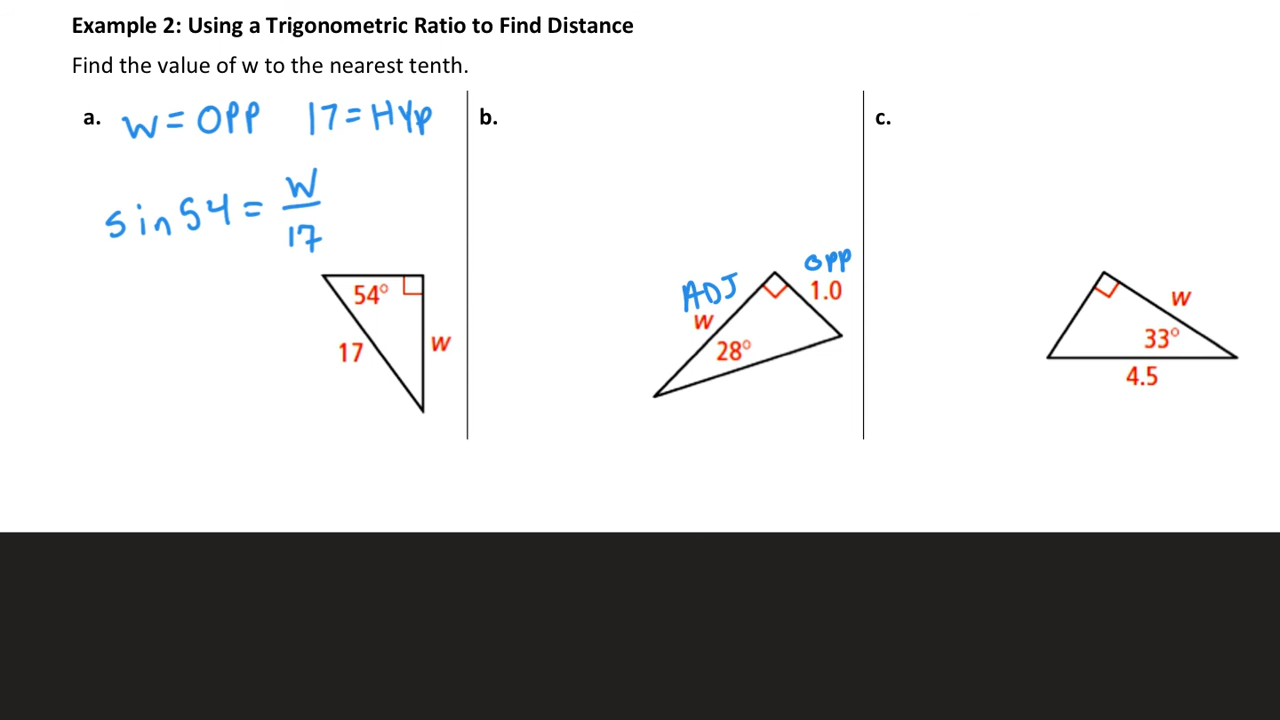 Example 2: Using a Trigonometric Ratio to Find Distance
Find the value of w to the nearest tenth.
a. w = OPP 17 = HYP
sin 54 = w/17
54°
17
w
b.
ADJ
OPP
w
1.0
28°
c.
w
33°
4.5